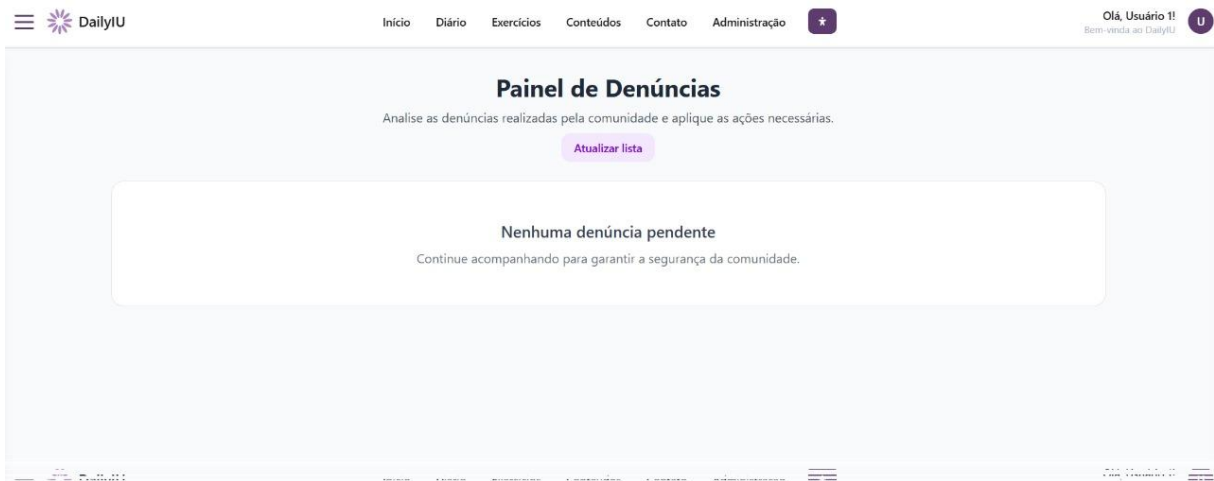 DailyIU
Início Diário Exercícios Conteúdos Contato Administração
Olá, Usuário 1!
Bem-vinda ao DailyIU
U
Painel de Denúncias
Analise as denúncias realizadas pela comunidade e aplique as ações necessárias.
Atualizar lista
Nenhuma denúncia pendente
Continue acompanhando para garantir a segurança da comunidade.